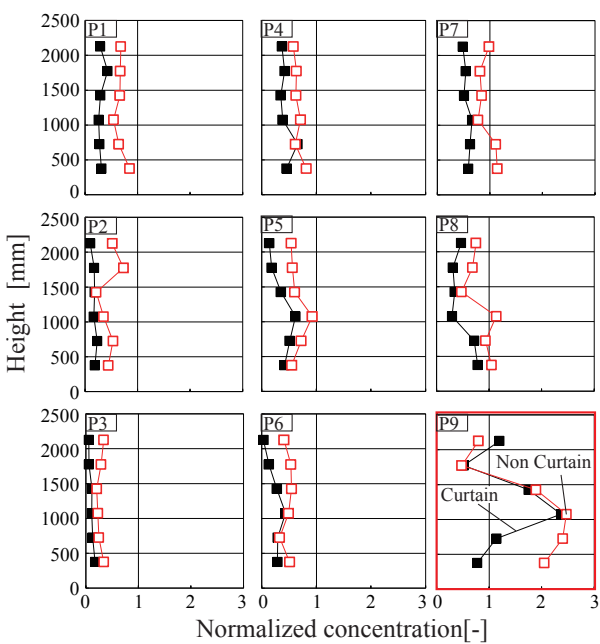 P1
P4
P7
2500
2000
1500
1000
500
0
P2
P5
P8
2500
2000
1500
1000
500
0
P3
P6
P9
2500
2000
1500
1000
500
0
Non Curtain
Curtain
0 1 2 3 0 1 2 3 0 1 2 3
Height [mm]
Normalized concentration[-]